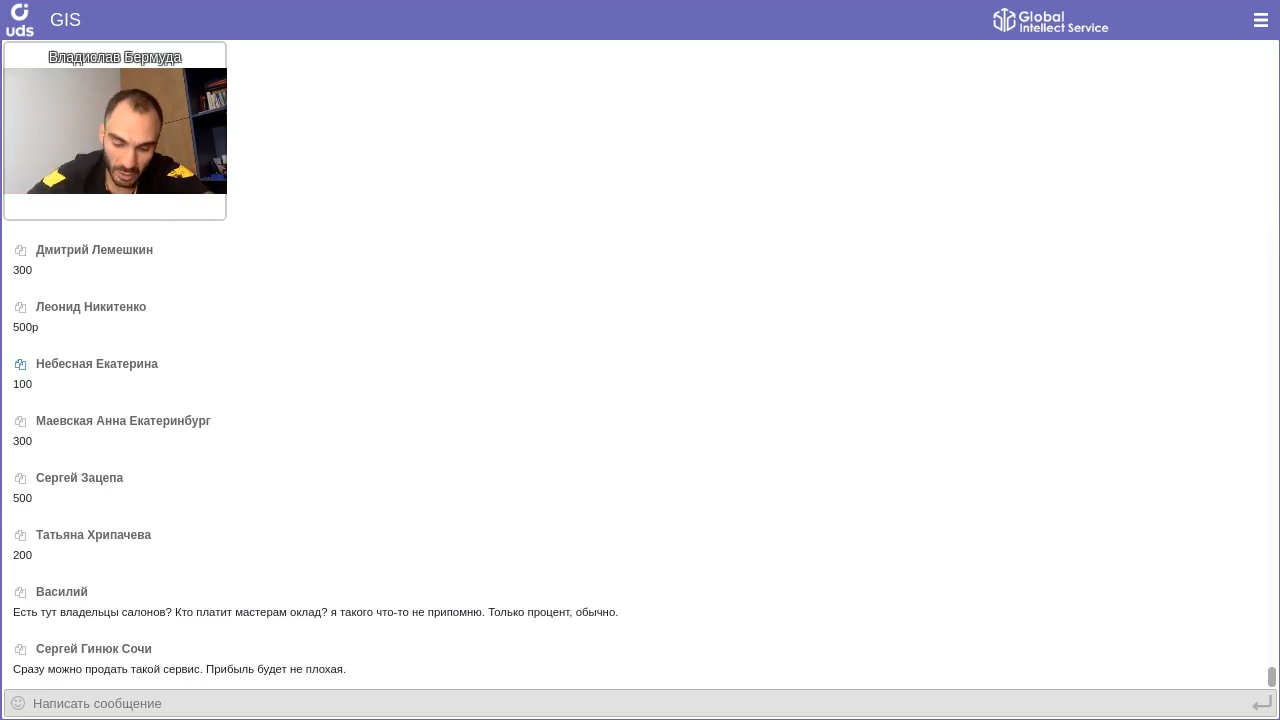 uds
GIS
Global
Intellect Service
Владислав Бермуда
Дмитрий Лемешкин
300
Леонид Никитенко
500р
Небесная Екатерина
100
Маевская Анна Екатеринбург
300
Сергей Зацепа
500
Татьяна Хрипачева
200
Василий
Есть тут владельцы салонов? Кто платит мастерам оклад? я такого что-то не припомню. Только процент, обычно.
Сергей Гинюк Сочи
Сразу можно продать такой сервис. Прибыль будет не плохая.
Написать сообщение